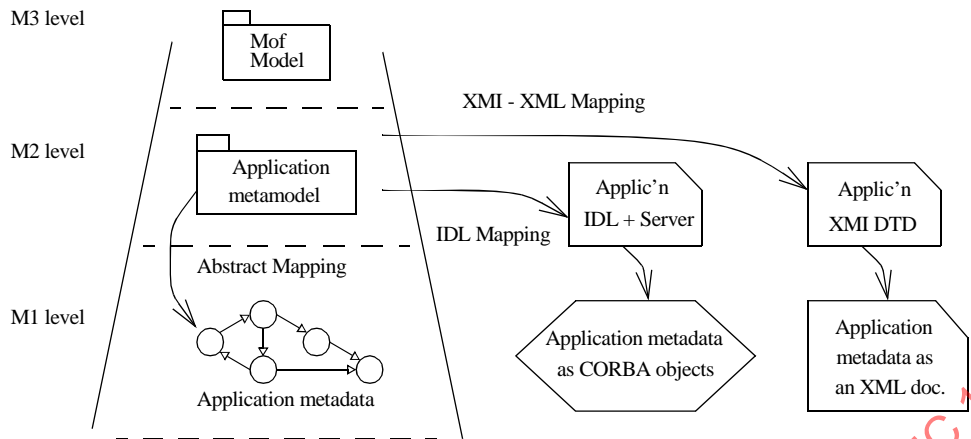 M3 level
Mof
Model
XMI - XML Mapping
M2 level
Application
metamodel
Applic'n
IDL + Server
Applic'n
XMI DTD
IDL Mapping
Abstract Mapping
M1 level
Application metadata
as CORBA objects
Application
metadata as
an XML doc.
Application metadata